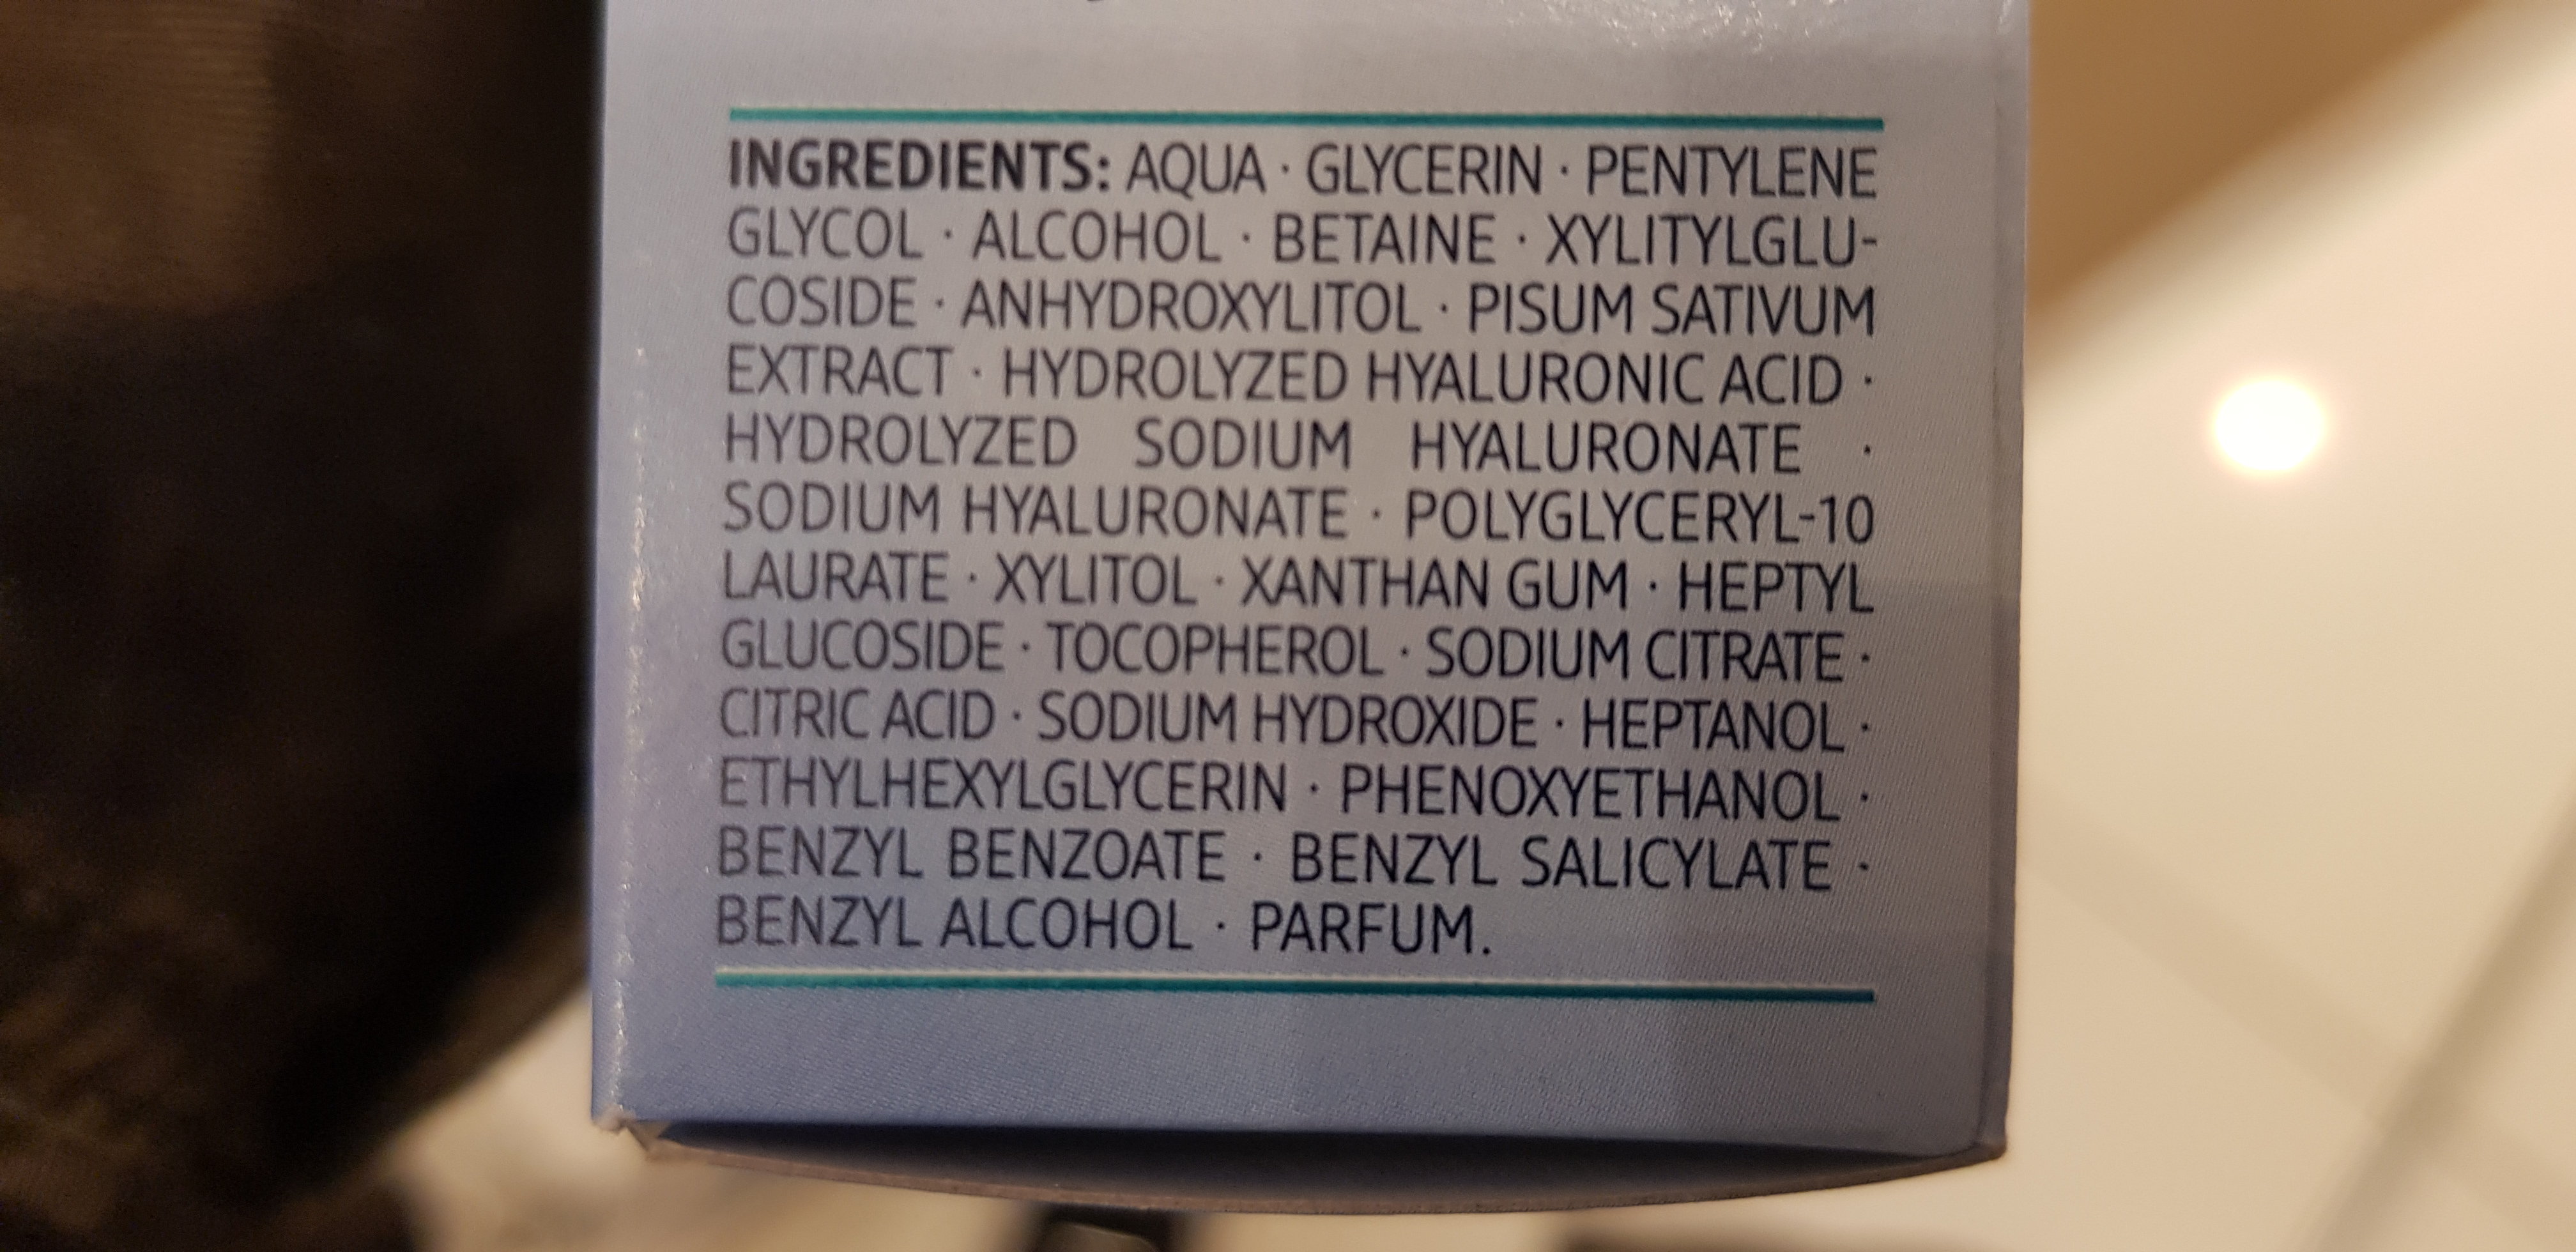 INGREDIENTS: AQUA · GLYCERIN · PENTYLENE
GLYCOL · ALCOHOL · BETAINE · XYLITYLGLU-
COSIDE · ANHYDROXYLITOL · PISUM SATIVUM
EXTRACT · HYDROLYZED HYALURONIC ACID ·
HYDROLYZED SODIUM HYALURONATE ·
SODIUM HYALURONATE · POLYGLYCERYL-10
LAURATE · XYLITOL · XANTHAN GUM · HEPTYL
GLUCOSIDE · TOCOPHEROL · SODIUM CITRATE ·
CITRIC ACID · SODIUM HYDROXIDE · HEPTANOL ·
ETHYLHEXYLGLYCERIN · PHENOXYETHANOL ·
BENZYL BENZOATE · BENZYL SALICYLATE ·
BENZYL ALCOHOL · PARFUM.